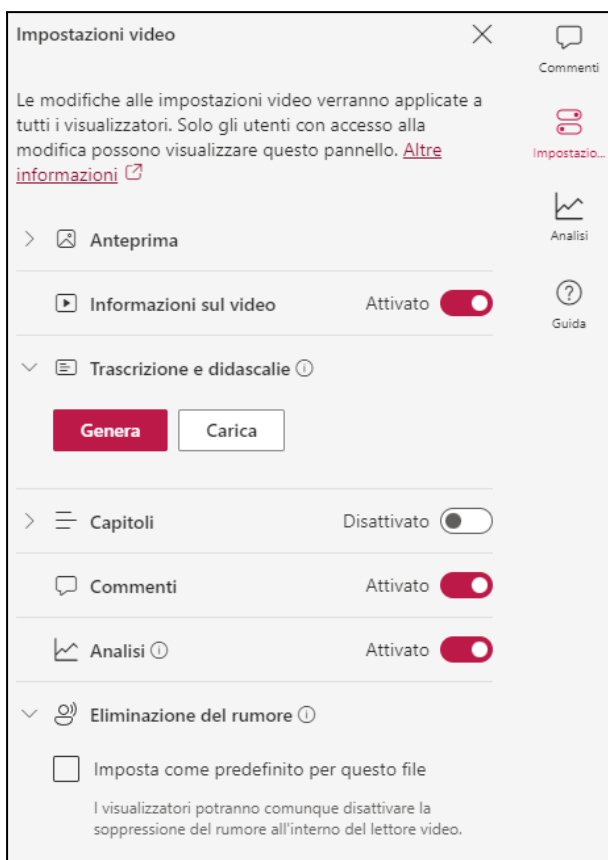 Impostazioni video
Le modifiche alle impostazioni video verranno applicate a
tutti i visualizzatori. Solo gli utenti con accesso alla
modifica possono visualizzare questo pannello. Altre
informazioni
Anteprima
Informazioni sul video Attivato
Trascrizione e didascalie
Genera Carica
Capitoli Disattivato
Commenti Attivato
Analisi Attivato
Eliminazione del rumore
Imposta come predefinito per questo file
I visualizzatori potranno comunque disattivare la
soppressione del rumore all'interno del lettore video.
Commenti
Impostazio...
Analisi
Guida